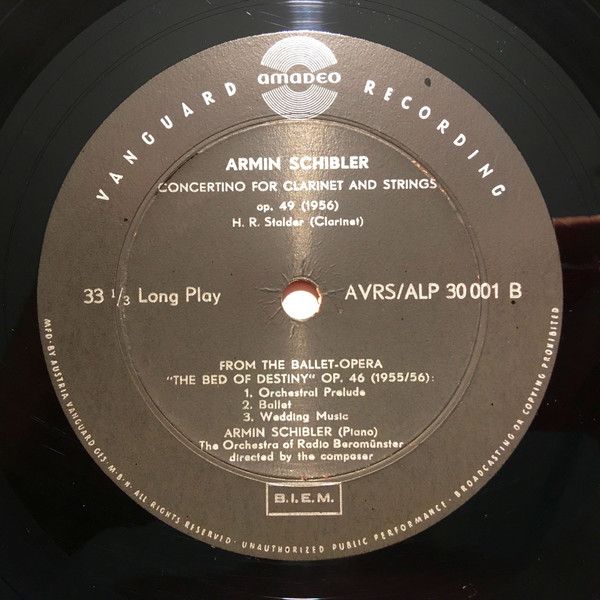 VANGUARD RECORDING
AMADEO
ARMIN SCHIBLER
CONCERTINO FOR CLARINET AND STRINGS
op. 49 (1956)
H. R. Stalder (Clarinet)
33 1/3 Long Play
AVRS/ALP 30 001 B
FROM THE BALLET-OPERA
"THE BED OF DESTINY" OP. 46 (1955/56):
1. Orchestral Prelude
2. Ballet
3. Wedding Music
ARMIN SCHIBLER (Piano)
The Orchestra of Radio Beromünster
directed by the composer
B.I.E.M.
MFD· BY AUSTRIA VANGUARD GES·M·B·H· ALL RIGHTS RESERVED · UNAUTHORIZED PUBLIC PERFORMANCE · BROADCASTING OR COPYING PROHIBITED